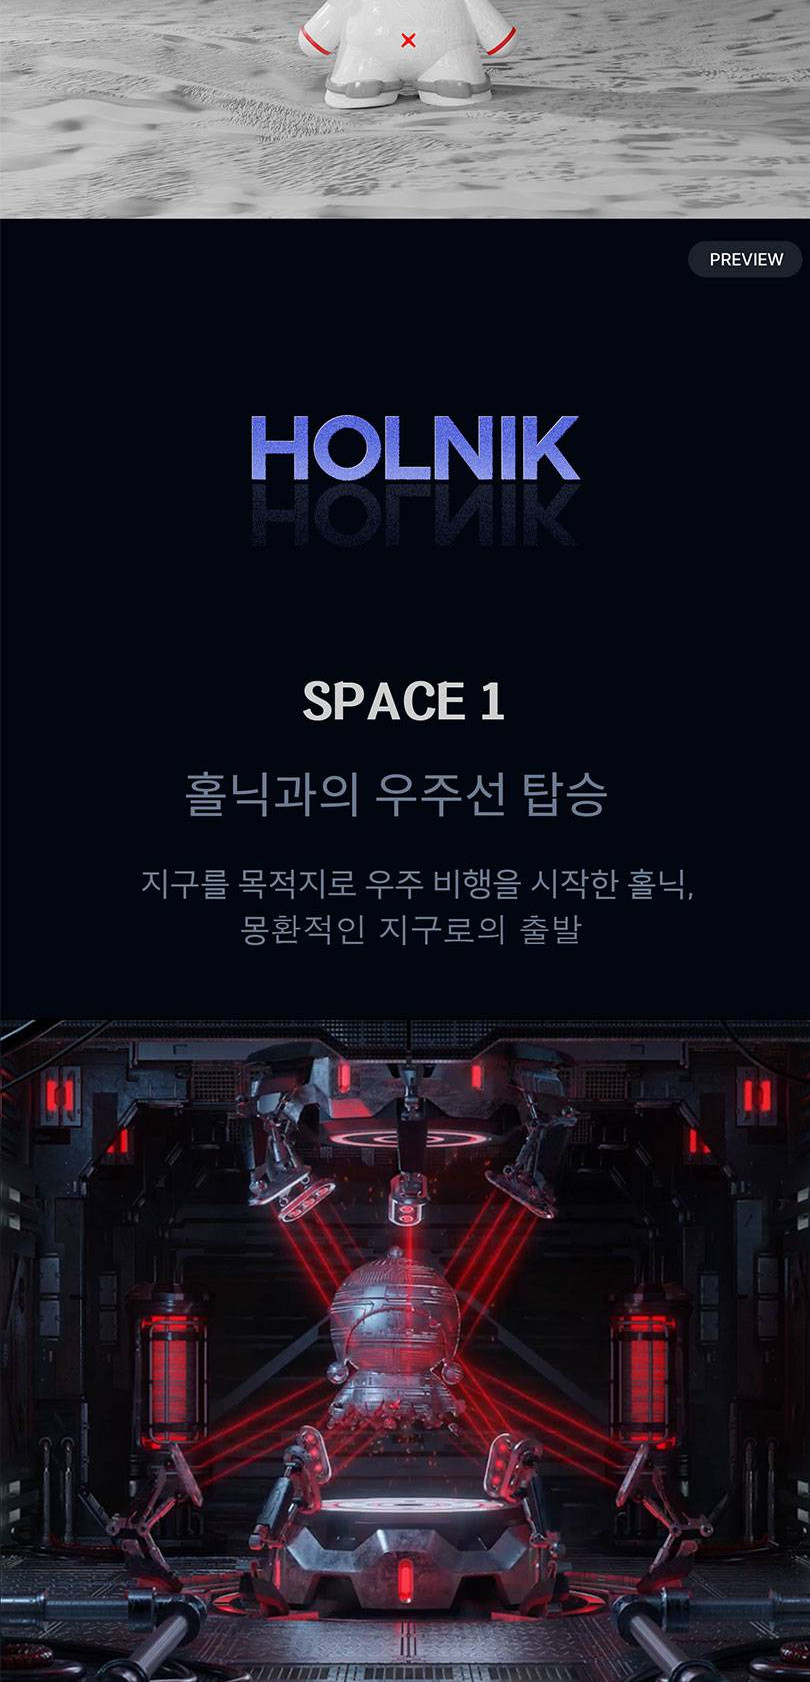 PREVIEW
HOLNIK
SPACE 1
홀닉과의 우주선 탑승
지구를 목적지로 우주 비행을 시작한 홀닉,
몽환적인 지구로의 출발